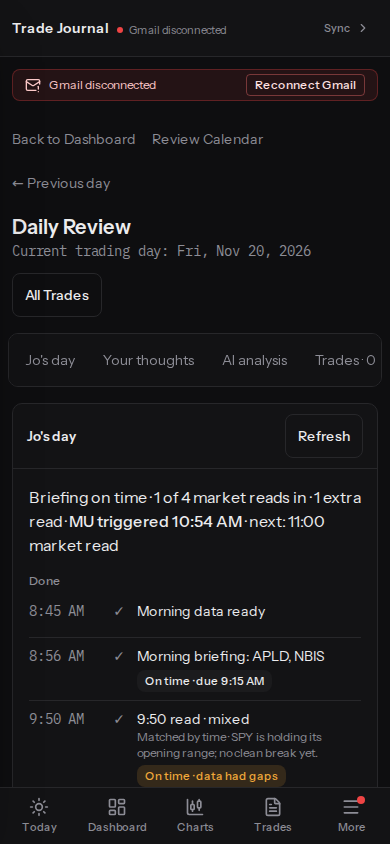 Trade Journal
Gmail disconnected
Sync
Gmail disconnected
Reconnect Gmail
Back to Dashboard
Review Calendar
← Previous day
Daily Review
Current trading day: Fri, Nov 20, 2026
All Trades
Jo's day
Your thoughts
AI analysis
Trades · 0
Jo's day
Refresh
Briefing on time · 1 of 4 market reads in · 1 extra
read · MU triggered 10:54 AM · next: 11:00
market read
Done
8:45 AM ✓ Morning data ready
8:56 AM ✓ Morning briefing: APLD, NBIS
On time · due 9:15 AM
9:50 AM ✓ 9:50 read · mixed
Matched by time · SPY is holding its
opening range; no clean break yet.
On time · data had gaps
Today
Dashboard
Charts
Trades
More